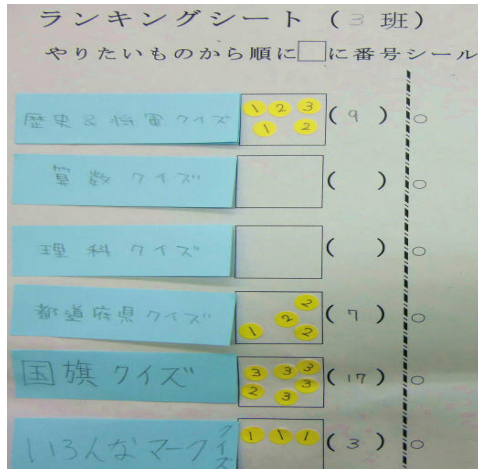 ランキングシート（3班）
やりたいものから順に□に番号シール
歴史&将軍クイズ 1 2 3 1 2 (9)
算数クイズ ( )
理科クイズ ( )
都道府県クイズ 2 2 1 2 (7)
国旗クイズ 3 3 3 2 3 3 (17)
いろんなマーククイズ 1 1 1 (3)